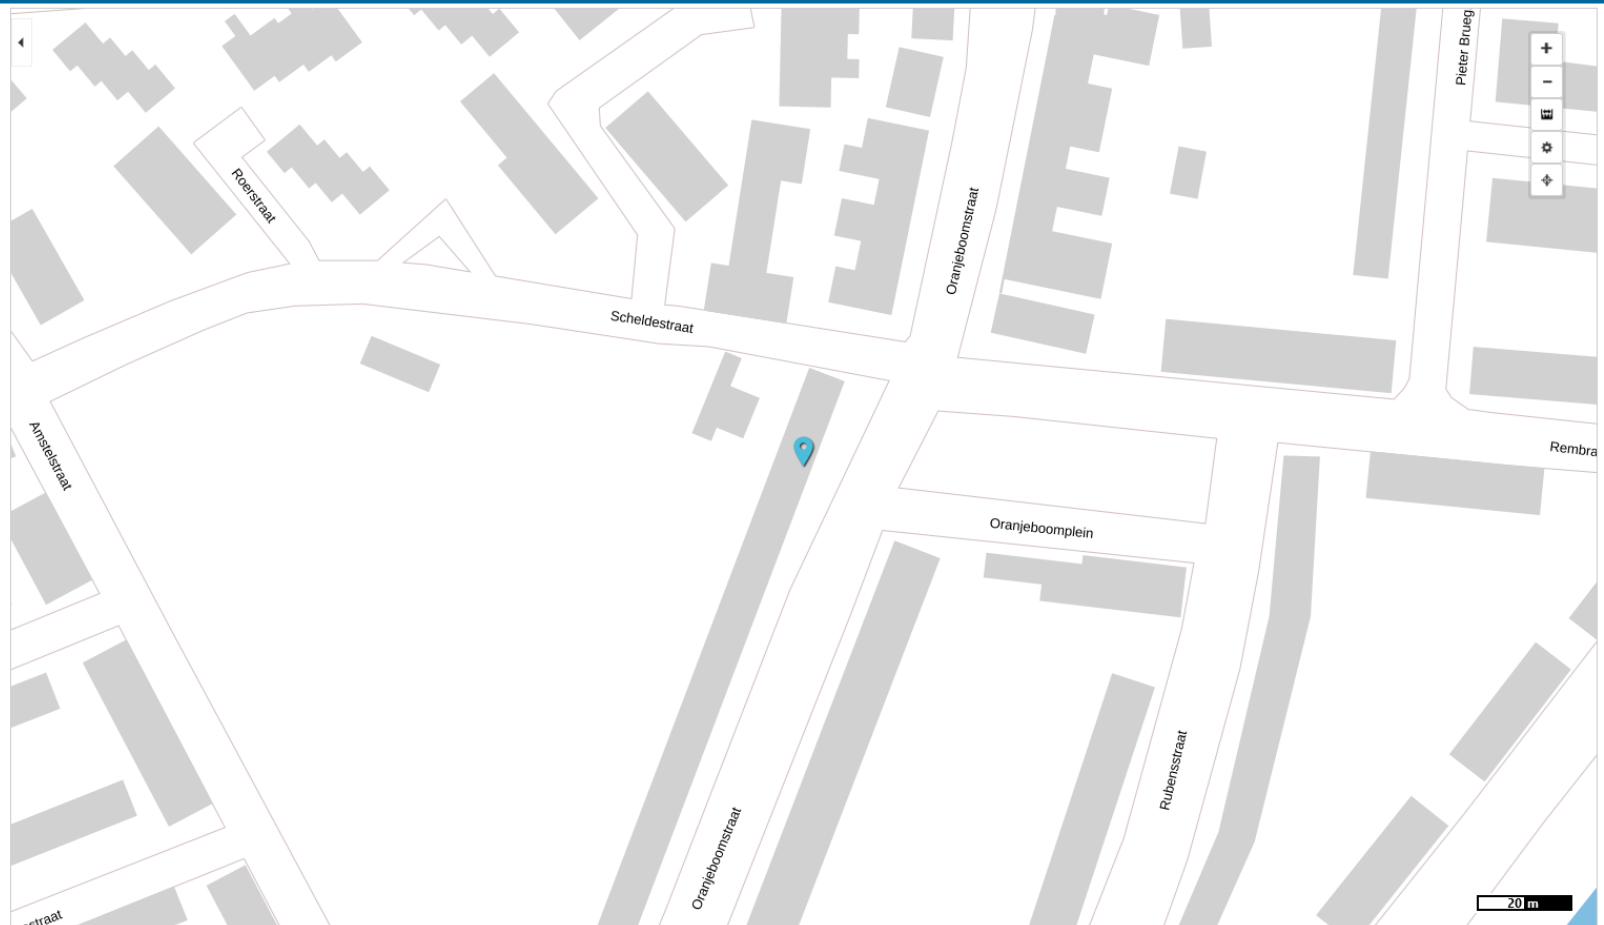 Pieter Brueg
Roerstraat
Oranjeboomstraat
Scheldestraat
Amstelstraat
Rembra
Oranjeboomplein
Rubensstraat
Oranjeboomstraat
straat
20 m